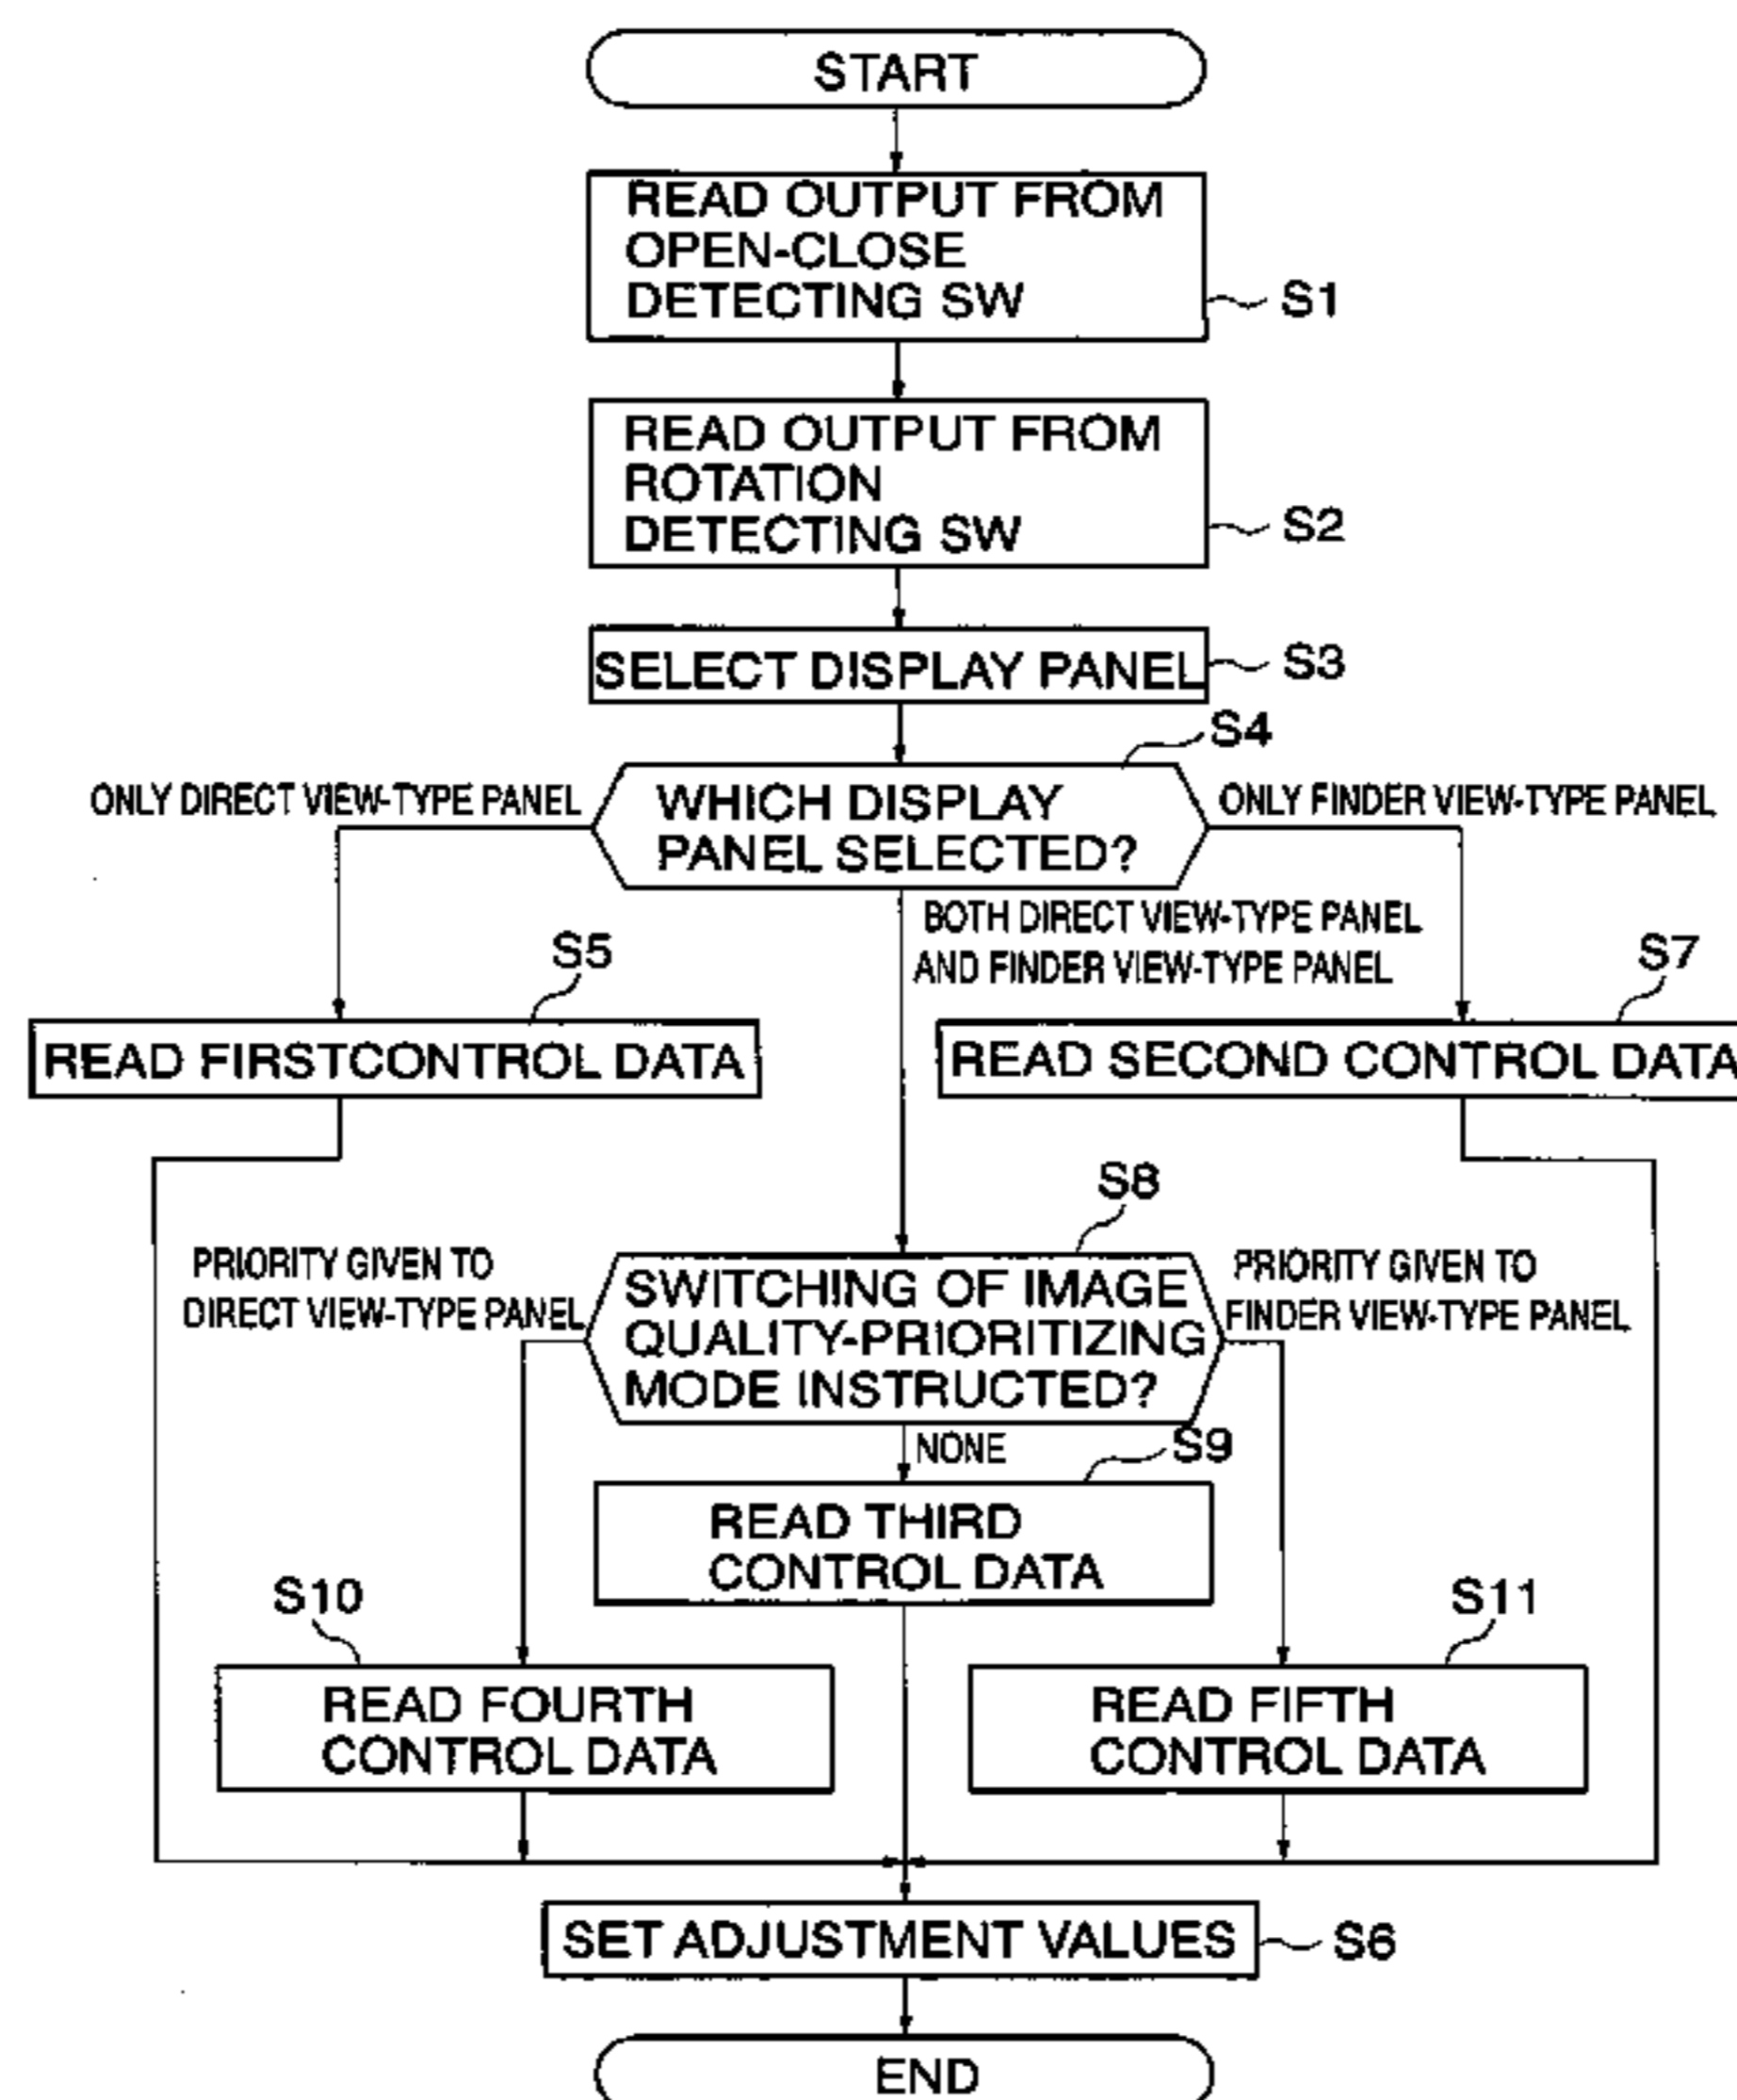 START
READ OUTPUT FROM
OPEN-CLOSE
DETECTING SW
S1
READ OUTPUT FROM
ROTATION
DETECTING SW
S2
SELECT DISPLAY PANEL
S3
S4
ONLY DIRECT VIEW-TYPE PANEL
WHICH DISPLAY
PANEL SELECTED?
ONLY FINDER VIEW-TYPE PANEL
BOTH DIRECT VIEW-TYPE PANEL
AND FINDER VIEW-TYPE PANEL
S5
S7
READ FIRSTCONTROL DATA
READ SECOND CONTROL DATA
S8
PRIORITY GIVEN TO
DIRECT VIEW-TYPE PANEL
SWITCHING OF IMAGE
QUALITY-PRIORITIZING
MODE INSTRUCTED?
PRIORITY GIVEN TO
FINDER VIEW-TYPE PANEL
NONE
S9
READ THIRD
CONTROL DATA
S10
S11
READ FOURTH
CONTROL DATA
READ FIFTH
CONTROL DATA
SET ADJUSTMENT VALUES
S6
END